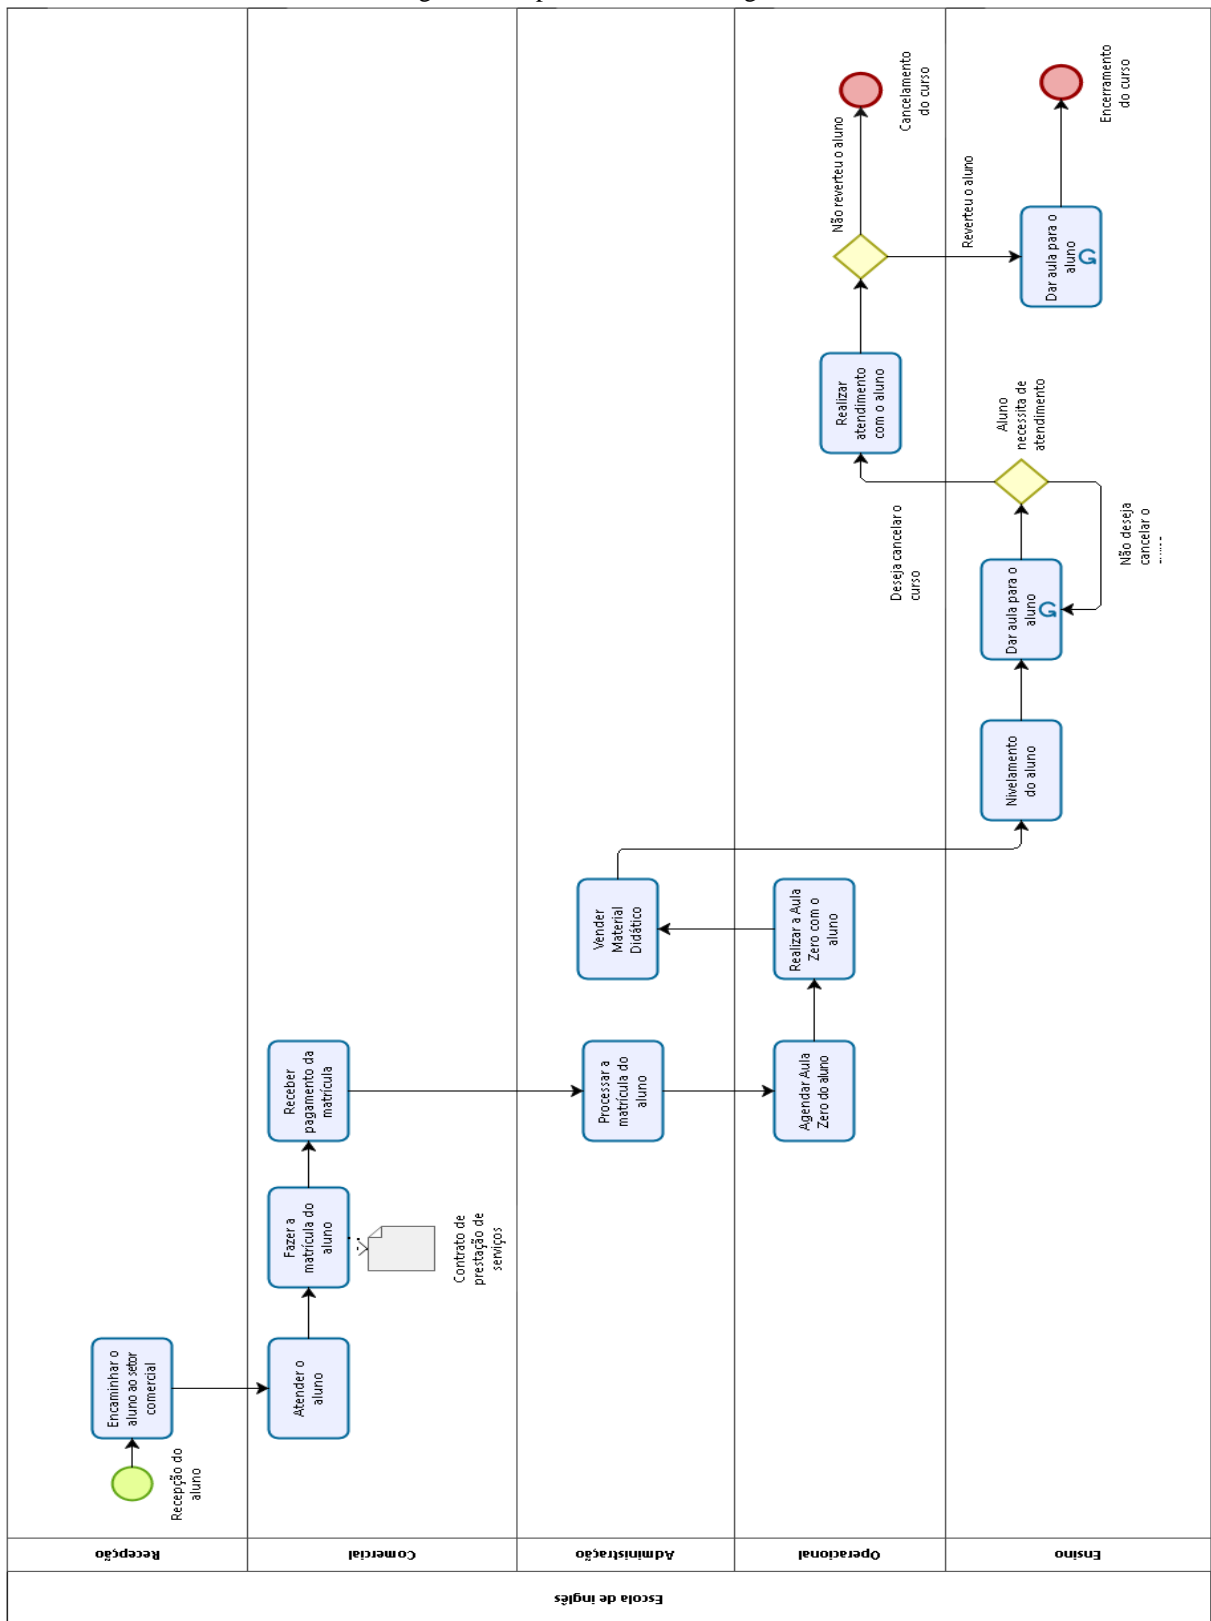 Escola de inglês
Recepção
Recepção do
aluno
Encaminhar o
aluno ao setor
comercial
Comercial
Atender o
aluno
Fazer a
matrícula do
aluno
Contrato de
prestação de
serviços
Receber
pagamento da
matrícula
Administração
Processar a
matrícula do
aluno
Vender
Material
Didático
Operacional
Agendar Aula
Zero do aluno
Realizar a Aula
Zero com o
aluno
Deseja cancelar o
curso
Realizar
atendimento
com o aluno
Não reverteu o aluno
Cancelamento
do curso
Ensino
Nivelamento
do aluno
Dar aula para o
aluno
Não deseja
cancelar o
Aluno
necessita de
atendimento
Reverteu o aluno
Dar aula para o
aluno
Encerramento
do curso